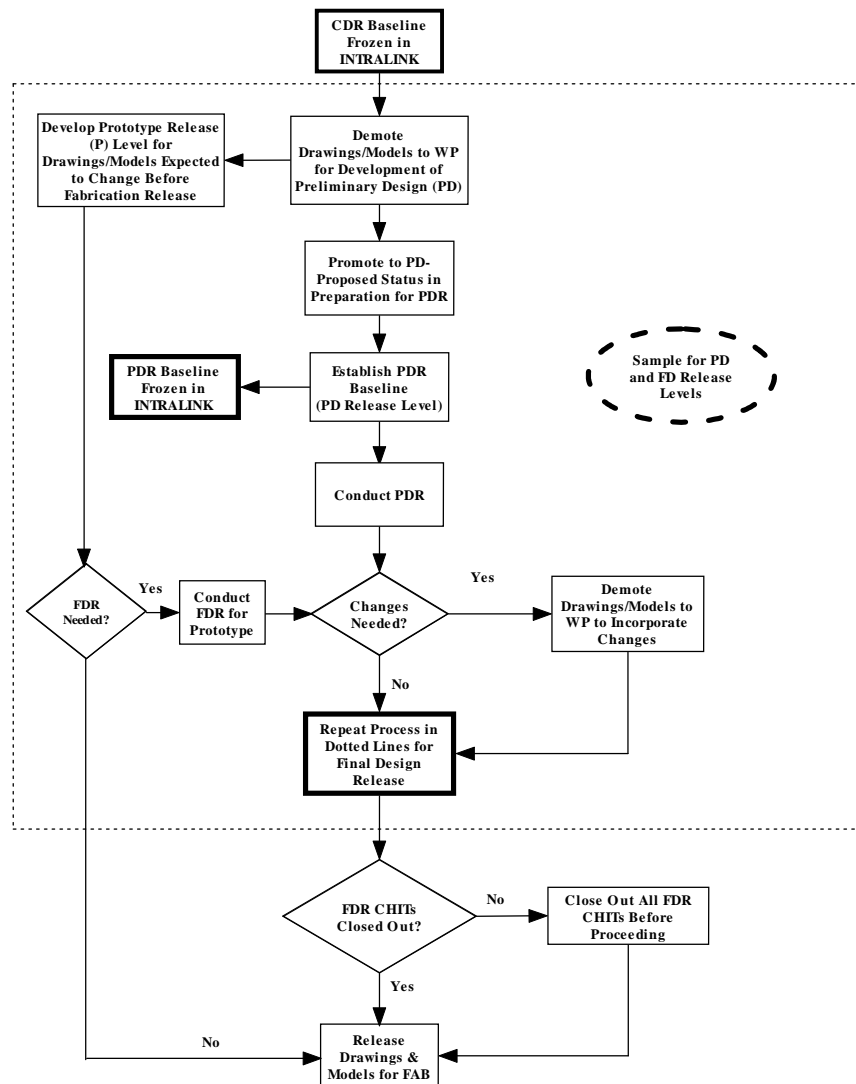 CDR Baseline
Frozen in
INTRALINK
Develop Prototype Release
(P) Level for
Drawings/Models Expected
to Change Before
Fabrication Release
Demote
Drawings/Models to WP
for Development of
Preliminary Design (PD)
Promote to PD-
Proposed Status in
Preparation for PDR
PDR Baseline
Frozen in
INTRALINK
Establish PDR
Baseline
(PD Release Level)
Sample for PD
and FD Release
Levels
Conduct PDR
FDR
Needed?
Yes
Conduct
FDR for
Prototype
Changes
Needed?
Yes
Demote
Drawings/Models to
WP to Incorporate
Changes
No
Repeat Process in
Dotted Lines for
Final Design
Release
FDR CHITs
Closed Out?
No
Close Out All FDR
CHITs Before
Proceeding
Yes
No
Release
Drawings &
Models for FAB